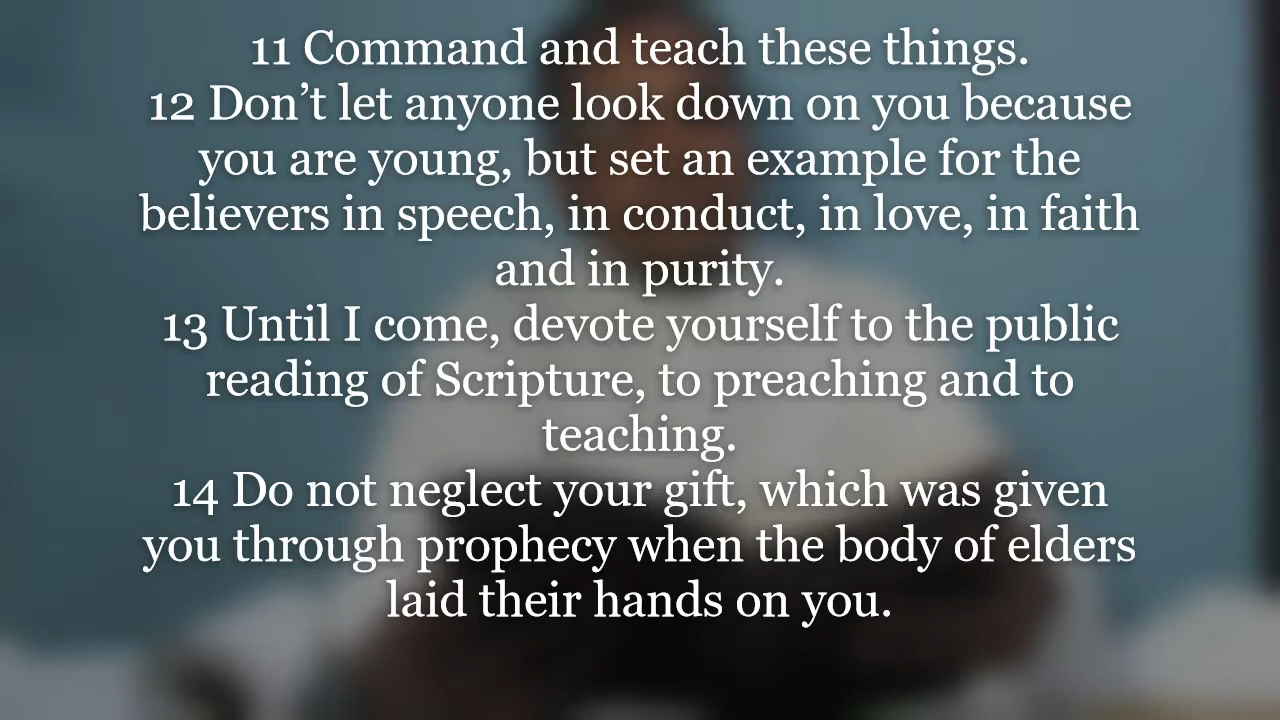 11 Command and teach these things.
12 Don’t let anyone look down on you because
you are young, but set an example for the
believers in speech, in conduct, in love, in faith
and in purity.
13 Until I come, devote yourself to the public
reading of Scripture, to preaching and to
teaching.
14 Do not neglect your gift, which was given
you through prophecy when the body of elders
laid their hands on you.